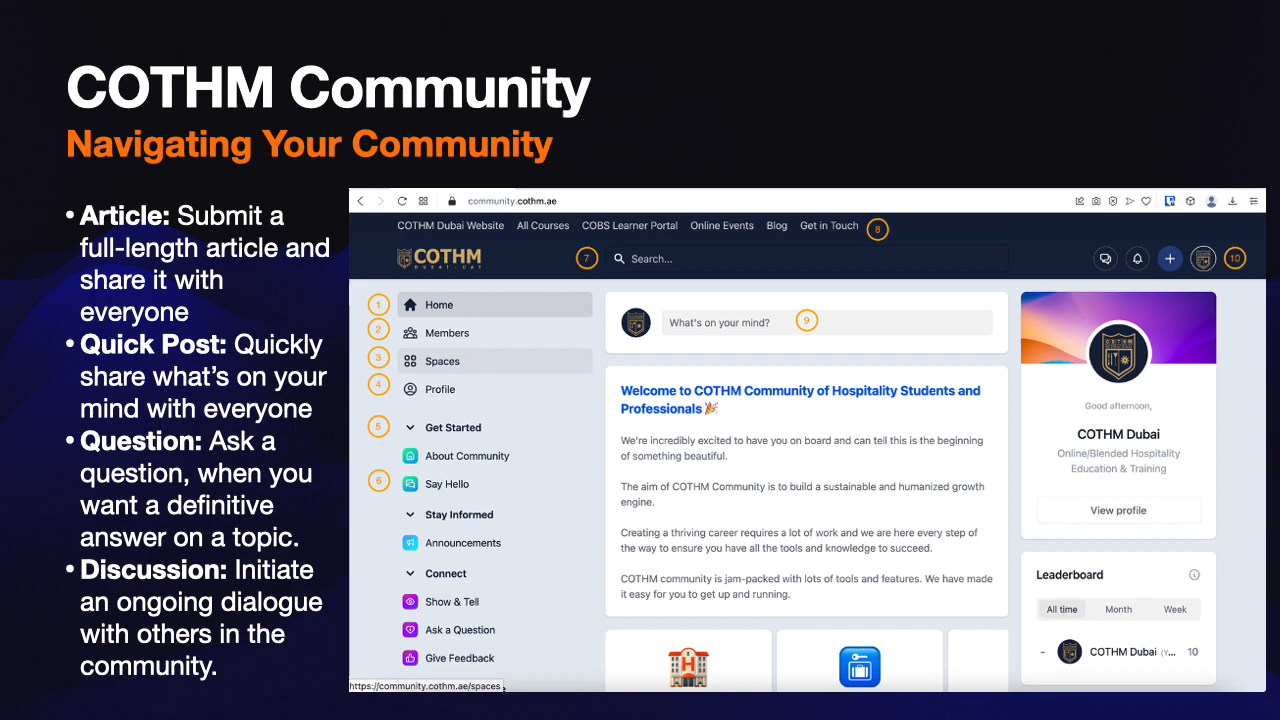 COTHM Community
Navigating Your Community
• Article: Submit a
full-length article and
share it with
everyone
• Quick Post: Quickly
share what's on your
mind with everyone
• Question: Ask a
question, when you
want a definitive
answer on a topic.
• Discussion: Initiate
an ongoing dialogue
with others in the
community.
community.cothm.ae
COTHM Dubai Website All Courses COBS Learner Portal Online Events Blog Get in Touch 8
COTHM
DUBAI - UAE
7 Search... 10
1 Home
2 Members
3 Spaces
4 Profile
5 Get Started
About Community
6 Say Hello
Stay Informed
Announcements
Connect
Show & Tell
Ask a Question
Give Feedback
https://community.cothm.ae/spaces
What's on your mind? 9
Welcome to COTHM Community of Hospitality Students and
Professionals 🎉
We're incredibly excited to have you on board and can tell this is the beginning
of something beautiful.
The aim of COTHM Community is to build a sustainable and humanized growth
engine.
Creating a thriving career requires a lot of work and we are here every step of
the way to ensure you have all the tools and knowledge to succeed.
COTHM community is jam-packed with lots of tools and features. We have made
it easy for you to get up and running.
H
COTHM
Good afternoon,
COTHM Dubai
Online/Blended Hospitality
Education & Training
View profile
Leaderboard
All time Month Week
– COTHM Dubai (Y... 10